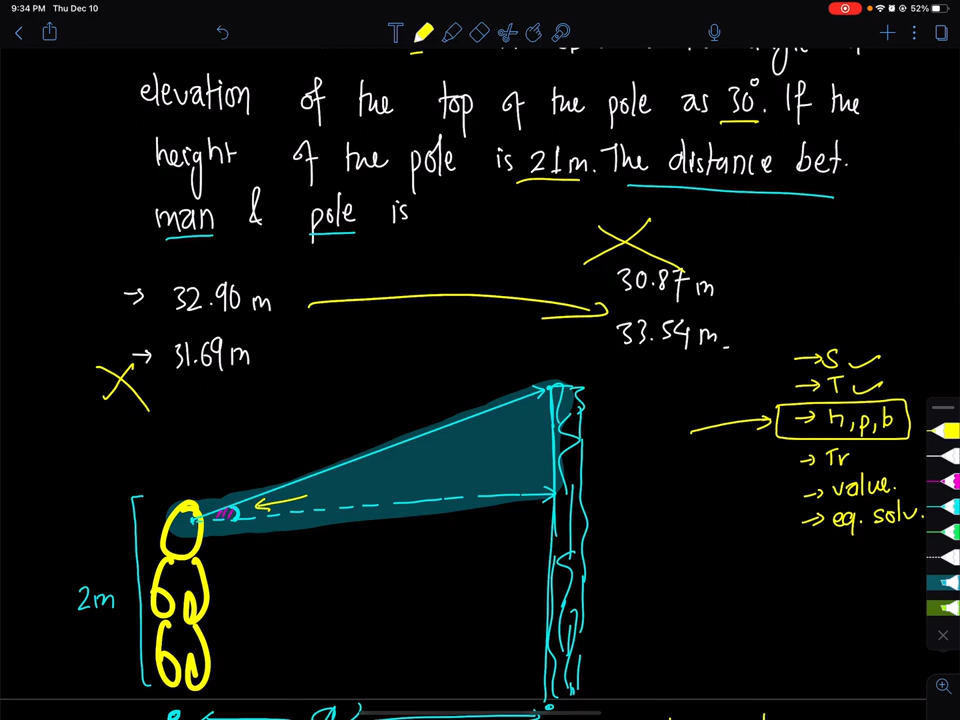 9:34 PM Thu Dec 10
52%
T
elevation of the top of the pole as 30°. If the
height of the pole is 21m. The distance bet.
man & pole is
→ 32.90 m
30.87 m
→ 31.69 m
33.54 m
→ S ✓
→ T ✓
→ h, p, b
→ Tr
→ value.
→ eq. solv.
2m